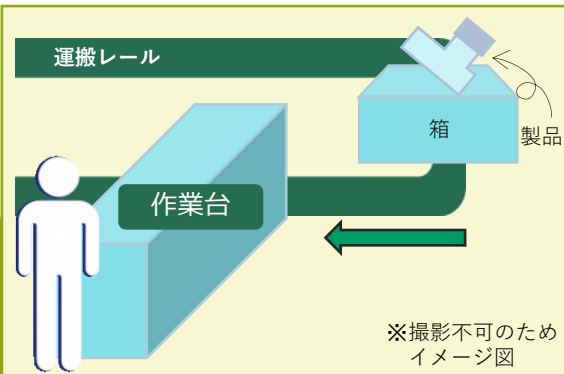 運搬レール
箱
製品
作業台
※撮影不可のため
イメージ図